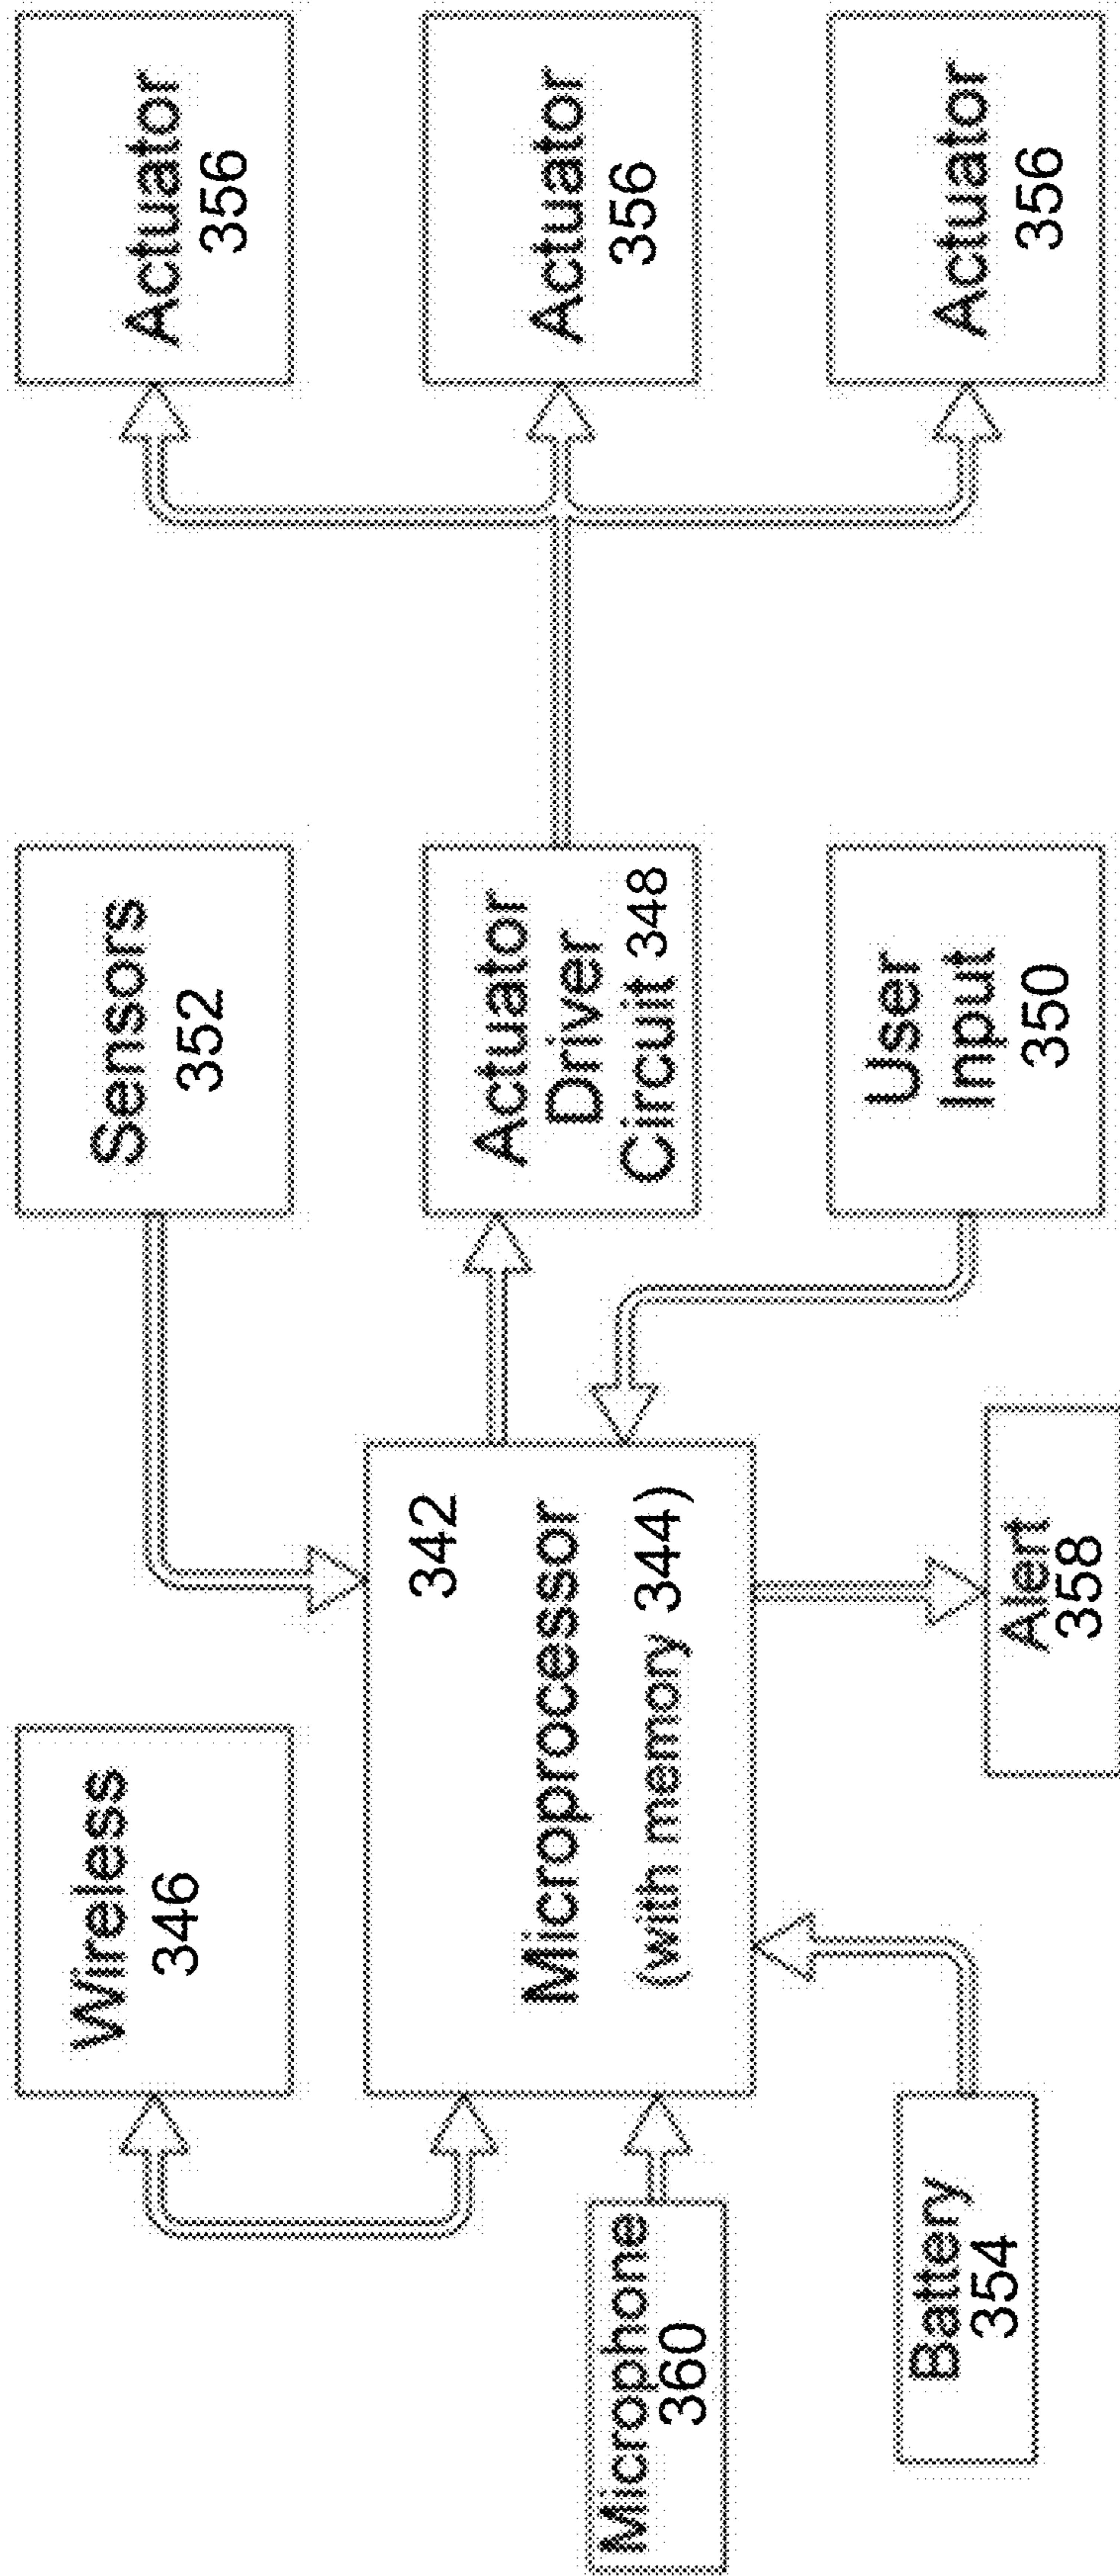 Wireless
346
Sensors
352
Actuator
356
342
Microprocessor
(with memory 344)
Actuator
Driver
Circuit 348
Actuator
356
Microphone
360
User
Input
350
Actuator
356
Battery
354
Alert
358